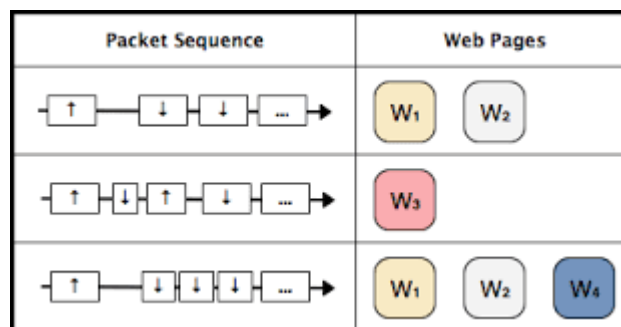 Packet Sequence Web Pages
↑ ↓ ↓ ... W₁ W₂
↑ ↓ ↑ ↓ ... W₃
↑ ↓ ↓ ↓ ... W₁ W₂ W₄